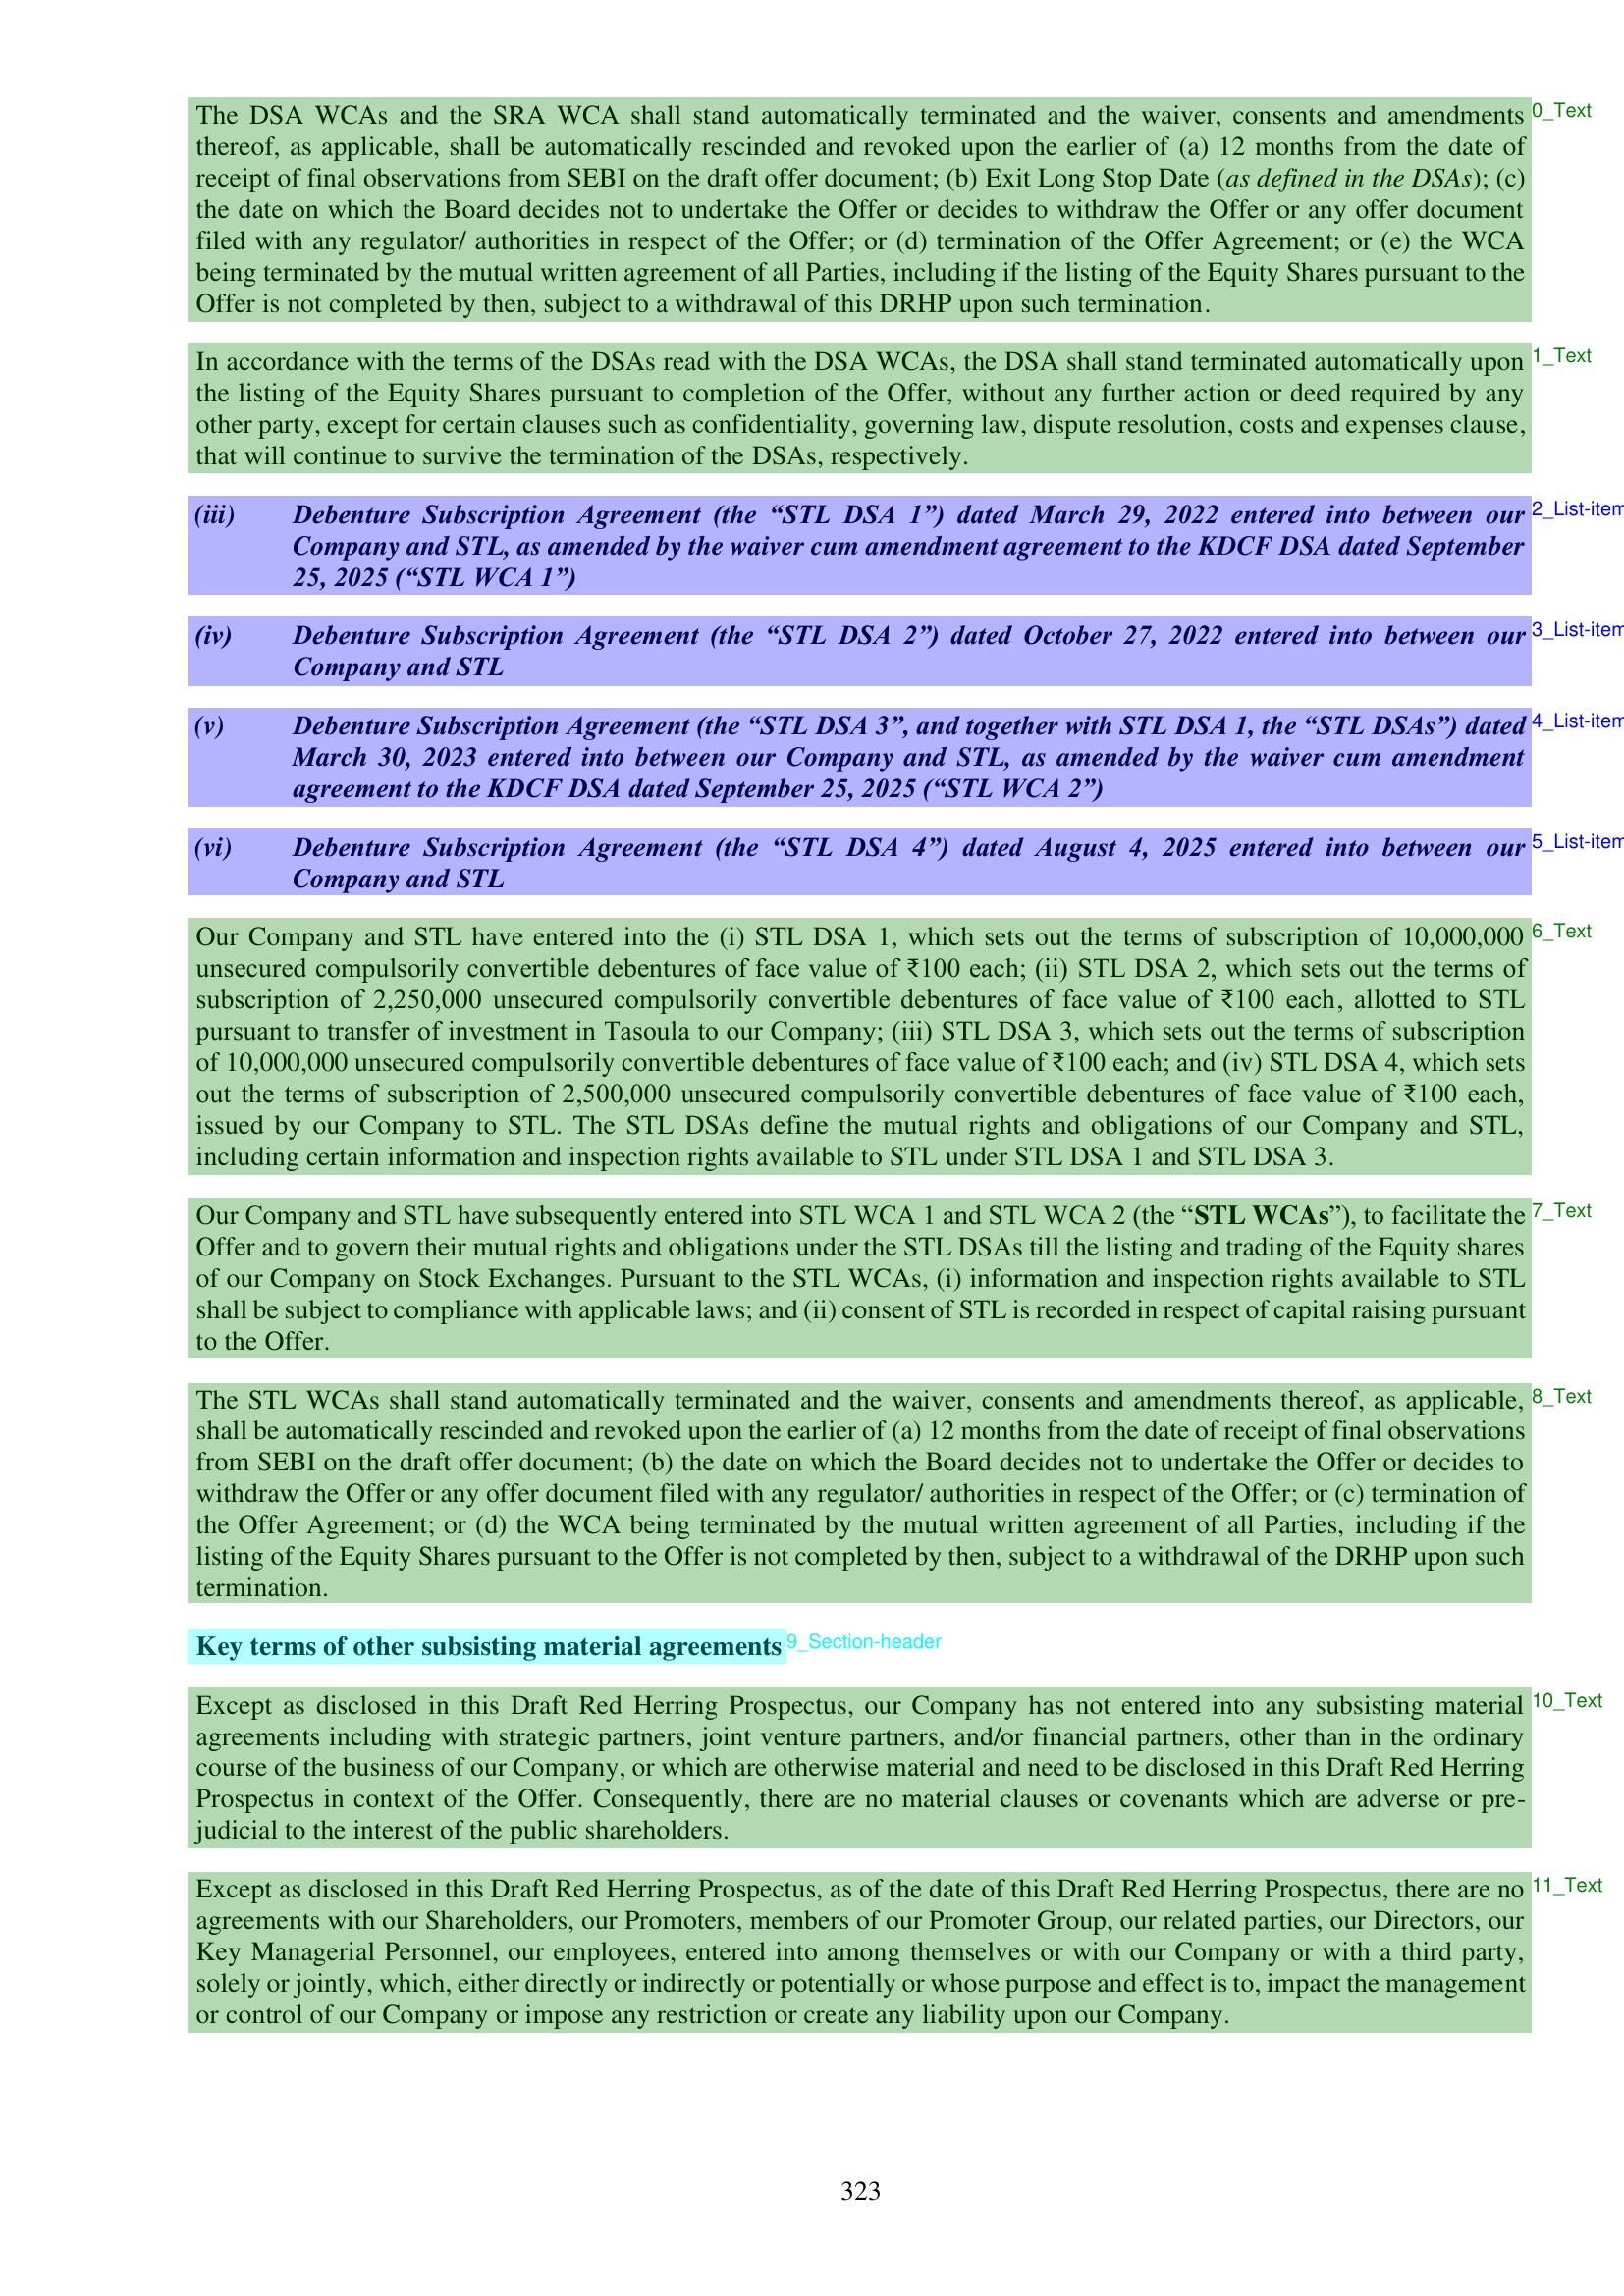 The DSA WCAs and the SRA WCA shall stand automatically terminated and the waiver, consents and amendments 0_Text
thereof, as applicable, shall be automatically rescinded and revoked upon the earlier of (a) 12 months from the date of
receipt of final observations from SEBI on the draft offer document; (b) Exit Long Stop Date (as defined in the DSAs); (c)
the date on which the Board decides not to undertake the Offer or decides to withdraw the Offer or any offer document
filed with any regulator/ authorities in respect of the Offer; or (d) termination of the Offer Agreement; or (e) the WCA
being terminated by the mutual written agreement of all Parties, including if the listing of the Equity Shares pursuant to the
Offer is not completed by then, subject to a withdrawal of this DRHP upon such termination.
In accordance with the terms of the DSAs read with the DSA WCAs, the DSA shall stand terminated automatically upon 1_Text
the listing of the Equity Shares pursuant to completion of the Offer, without any further action or deed required by any
other party, except for certain clauses such as confidentiality, governing law, dispute resolution, costs and expenses clause,
that will continue to survive the termination of the DSAs, respectively.
(iii) Debenture Subscription Agreement (the “STL DSA 1”) dated March 29, 2022 entered into between our 2_List-item
Company and STL, as amended by the waiver cum amendment agreement to the KDCF DSA dated September
25, 2025 (“STL WCA 1”)
(iv) Debenture Subscription Agreement (the “STL DSA 2”) dated October 27, 2022 entered into between our 3_List-item
Company and STL
(v) Debenture Subscription Agreement (the “STL DSA 3”, and together with STL DSA 1, the “STL DSAs”) dated 4_List-item
March 30, 2023 entered into between our Company and STL, as amended by the waiver cum amendment
agreement to the KDCF DSA dated September 25, 2025 (“STL WCA 2”)
(vi) Debenture Subscription Agreement (the “STL DSA 4”) dated August 4, 2025 entered into between our 5_List-item
Company and STL
Our Company and STL have entered into the (i) STL DSA 1, which sets out the terms of subscription of 10,000,000 6_Text
unsecured compulsorily convertible debentures of face value of ₹100 each; (ii) STL DSA 2, which sets out the terms of
subscription of 2,250,000 unsecured compulsorily convertible debentures of face value of ₹100 each, allotted to STL
pursuant to transfer of investment in Tasoula to our Company; (iii) STL DSA 3, which sets out the terms of subscription
of 10,000,000 unsecured compulsorily convertible debentures of face value of ₹100 each; and (iv) STL DSA 4, which sets
out the terms of subscription of 2,500,000 unsecured compulsorily convertible debentures of face value of ₹100 each,
issued by our Company to STL. The STL DSAs define the mutual rights and obligations of our Company and STL,
including certain information and inspection rights available to STL under STL DSA 1 and STL DSA 3.
Our Company and STL have subsequently entered into STL WCA 1 and STL WCA 2 (the “STL WCAs”), to facilitate the 7_Text
Offer and to govern their mutual rights and obligations under the STL DSAs till the listing and trading of the Equity shares
of our Company on Stock Exchanges. Pursuant to the STL WCAs, (i) information and inspection rights available to STL
shall be subject to compliance with applicable laws; and (ii) consent of STL is recorded in respect of capital raising pursuant
to the Offer.
The STL WCAs shall stand automatically terminated and the waiver, consents and amendments thereof, as applicable, 8_Text
shall be automatically rescinded and revoked upon the earlier of (a) 12 months from the date of receipt of final observations
from SEBI on the draft offer document; (b) the date on which the Board decides not to undertake the Offer or decides to
withdraw the Offer or any offer document filed with any regulator/ authorities in respect of the Offer; or (c) termination of
the Offer Agreement; or (d) the WCA being terminated by the mutual written agreement of all Parties, including if the
listing of the Equity Shares pursuant to the Offer is not completed by then, subject to a withdrawal of the DRHP upon such
termination.
Key terms of other subsisting material agreements 9_Section-header
Except as disclosed in this Draft Red Herring Prospectus, our Company has not entered into any subsisting material 10_Text
agreements including with strategic partners, joint venture partners, and/or financial partners, other than in the ordinary
course of the business of our Company, or which are otherwise material and need to be disclosed in this Draft Red Herring
Prospectus in context of the Offer. Consequently, there are no material clauses or covenants which are adverse or pre-
judicial to the interest of the public shareholders.
Except as disclosed in this Draft Red Herring Prospectus, as of the date of this Draft Red Herring Prospectus, there are no 11_Text
agreements with our Shareholders, our Promoters, members of our Promoter Group, our related parties, our Directors, our
Key Managerial Personnel, our employees, entered into among themselves or with our Company or with a third party,
solely or jointly, which, either directly or indirectly or potentially or whose purpose and effect is to, impact the management
or control of our Company or impose any restriction or create any liability upon our Company.
323